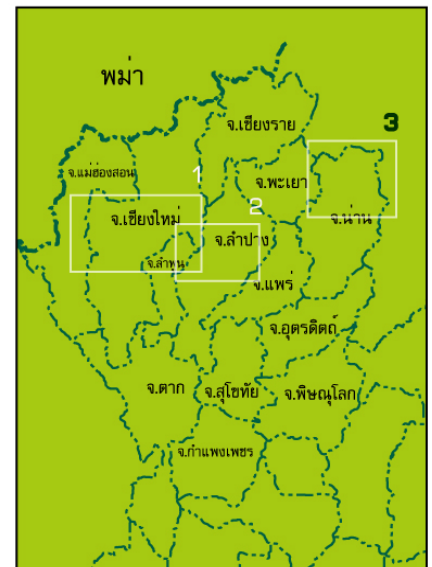 พม่า
จ.เชียงราย
3
จ.แม่ฮ่องสอน
1
จ.พะเยา
จ.เชียงใหม่
2
จ.น่าน
จ.ลำปาง
จ.ลำพูน
จ.แพร่
จ.อุตรดิตถ์
จ.ตาก
จ.สุโขทัย
จ.พิษณุโลก
จ.กำแพงเพชร